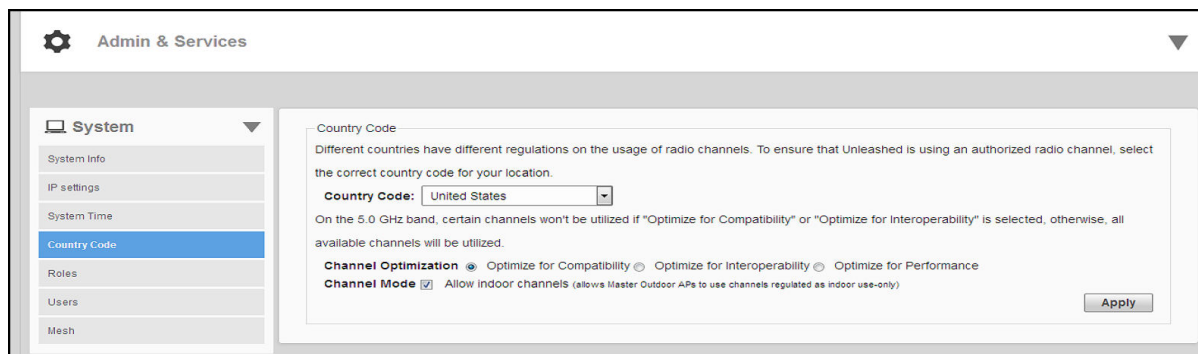 Admin & Services
System
System Info
IP settings
System Time
Country Code
Roles
Users
Mesh
Country Code
Different countries have different regulations on the usage of radio channels. To ensure that Unleashed is using an authorized radio channel, select
the correct country code for your location.
Country Code: United States
On the 5.0 GHz band, certain channels won't be utilized if "Optimize for Compatibility" or "Optimize for Interoperability" is selected, otherwise, all
available channels will be utilized.
Channel Optimization Optimize for Compatibility Optimize for Interoperability Optimize for Performance
Channel Mode Allow indoor channels (allows Master Outdoor APs to use channels regulated as indoor use-only)
Apply